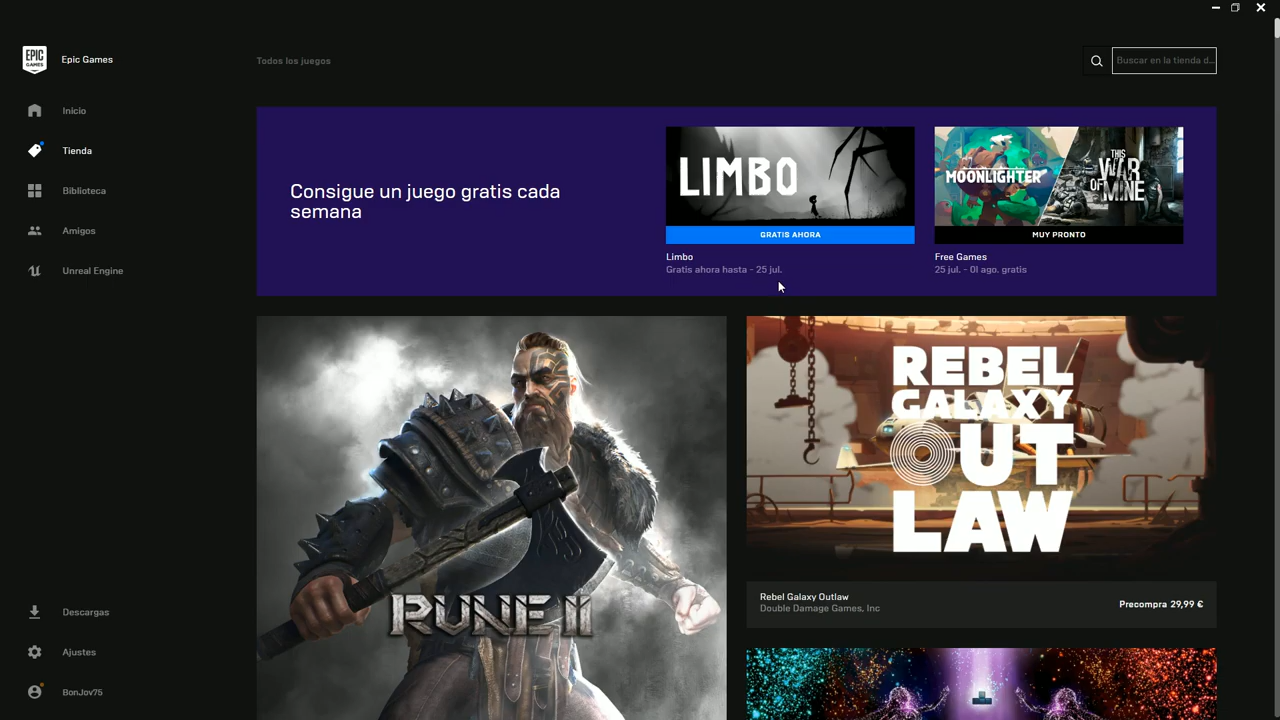 EPIC
GAMES
Epic Games
Inicio
Tienda
Biblioteca
Amigos
Unreal Engine
Descargas
Ajustes
BonJov75
Todos los juegos
Buscar en la tienda d...
Consigue un juego gratis cada
semana
LIMBO
GRATIS AHORA
Limbo
Gratis ahora hasta - 25 jul.
MOONLIGHTER
THIS
WAR
OF MINE
MUY PRONTO
Free Games
25 jul. - 01 ago. gratis
RUNE II
REBEL
GALAXY
OUT
LAW
Rebel Galaxy Outlaw
Double Damage Games, Inc
Precompra 29,99 €